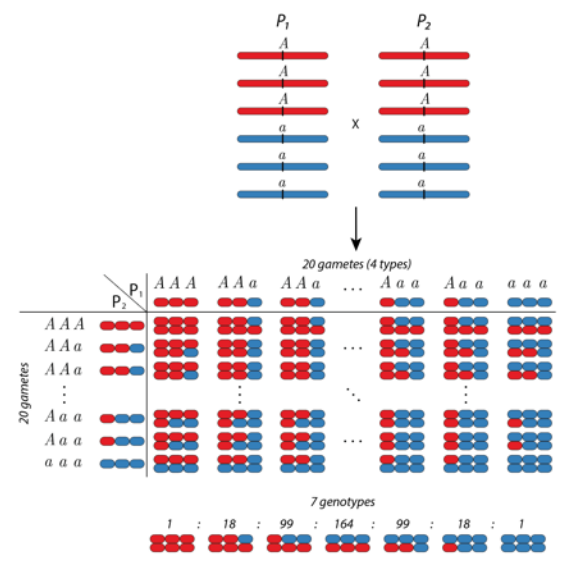 P1 P2
A A
A A
A A
a X a
a a
a a
20 gametes (4 types)
P1
P2
A A A A A a A A a ... A a a A a a a a a
20 gametes
A A A
A A a
A A a
⋮
A a a
A a a
a a a
... ⋮ ⋱ ⋮ ...
7 genotypes
1 : 18 : 99 : 164 : 99 : 18 : 1